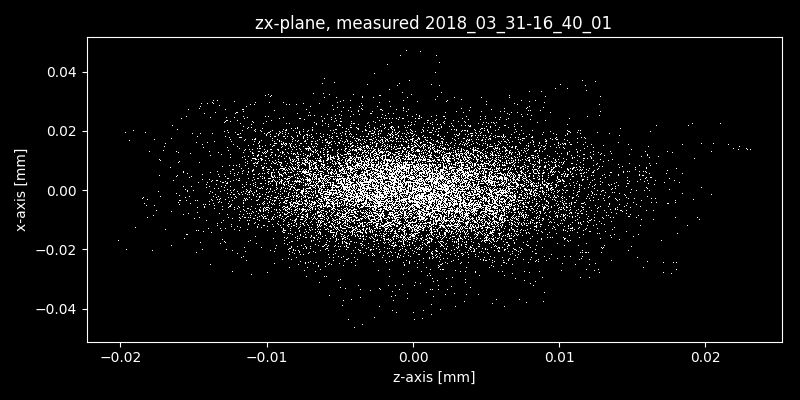 zx-plane, measured 2018_03_31-16_40_01
0.04
0.02
0.00
−0.02
−0.04
x-axis [mm]
−0.02 −0.01 0.00 0.01 0.02
z-axis [mm]